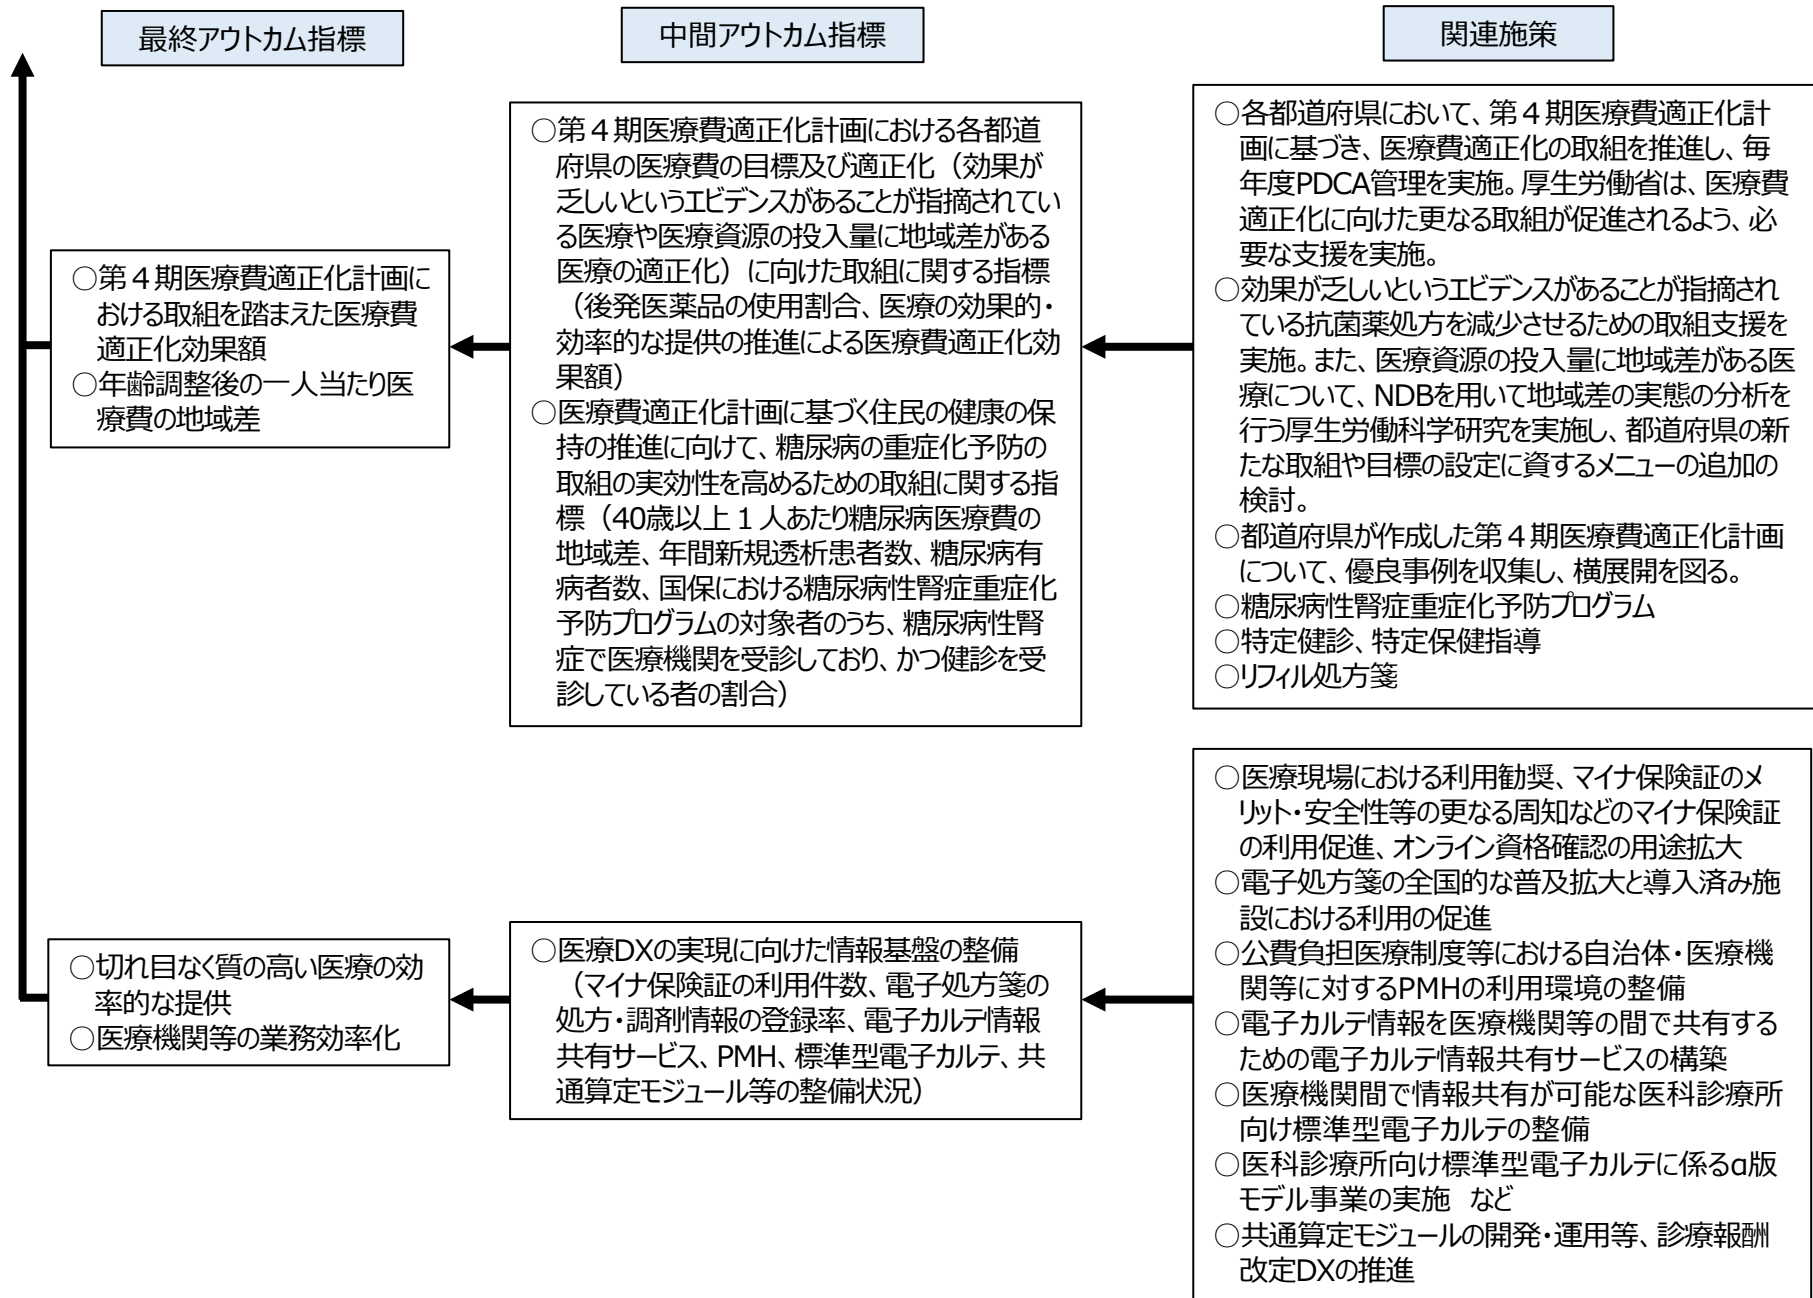 最終アウトカム指標
中間アウトカム指標
関連施策
○第４期医療費適正化計画に
おける取組を踏まえた医療費
適正化効果額
○年齢調整後の一人当たり医
療費の地域差
○第４期医療費適正化計画における各都道
府県の医療費の目標及び適正化（効果が
乏しいというエビデンスがあることが指摘されてい
る医療や医療資源の投入量に地域差がある
医療の適正化）に向けた取組に関する指標
（後発医薬品の使用割合、医療の効果的・
効率的な提供の推進による医療費適正化効
果額）
○医療費適正化計画に基づく住民の健康の保
持の推進に向けて、糖尿病の重症化予防の
取組の実効性を高めるための取組に関する指
標（40歳以上１人あたり糖尿病医療費の
地域差、年間新規透析患者数、糖尿病有
病者数、国保における糖尿病性腎症重症化
予防プログラムの対象者のうち、糖尿病性腎
症で医療機関を受診しており、かつ健診を受
診している者の割合）
○各都道府県において、第４期医療費適正化計
画に基づき、医療費適正化の取組を推進し、毎
年度PDCA管理を実施。厚生労働省は、医療費
適正化に向けた更なる取組が促進されるよう、必
要な支援を実施。
○効果が乏しいというエビデンスがあることが指摘され
ている抗菌薬処方を減少させるための取組支援を
実施。また、医療資源の投入量に地域差がある医
療について、NDBを用いて地域差の実態の分析を
行う厚生労働科学研究を実施し、都道府県の新
たな取組や目標の設定に資するメニューの追加の
検討。
○都道府県が作成した第４期医療費適正化計画
について、優良事例を収集し、横展開を図る。
○糖尿病性腎症重症化予防プログラム
○特定健診、特定保健指導
○リフィル処方箋
○切れ目なく質の高い医療の効
率的な提供
○医療機関等の業務効率化
○医療DXの実現に向けた情報基盤の整備
（マイナ保険証の利用件数、電子処方箋の
処方・調剤情報の登録率、電子カルテ情報
共有サービス、PMH、標準型電子カルテ、共
通算定モジュール等の整備状況）
○医療現場における利用勧奨、マイナ保険証のメ
リット・安全性等の更なる周知などのマイナ保険証
の利用促進、オンライン資格確認の用途拡大
○電子処方箋の全国的な普及拡大と導入済み施
設における利用の促進
○公費負担医療制度等における自治体・医療機
関等に対するPMHの利用環境の整備
○電子カルテ情報を医療機関等の間で共有する
ための電子カルテ情報共有サービスの構築
○医療機関間で情報共有が可能な医科診療所
向け標準型電子カルテの整備
○医科診療所向け標準型電子カルテに係るα版
モデル事業の実施　など
○共通算定モジュールの開発・運用等、診療報酬
改定DXの推進